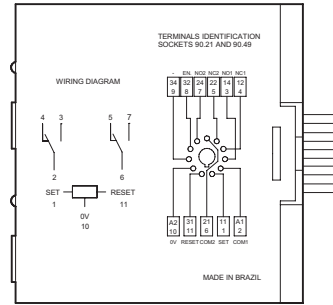 TERMINALS IDENTIFICATION
SOCKETS 90.21 AND 90.49
- EN. NO2 NC2 NO1 NC1
34 32 24 22 14 12
9 8 7 5 3 4
WIRING DIAGRAM
4 3 5 7
2 6
SET RESET
1 11
0V
10
A2 31 21 11 A1
10 11 6 1 2
0V RESET COM2 SET COM1
MADE IN BRAZIL